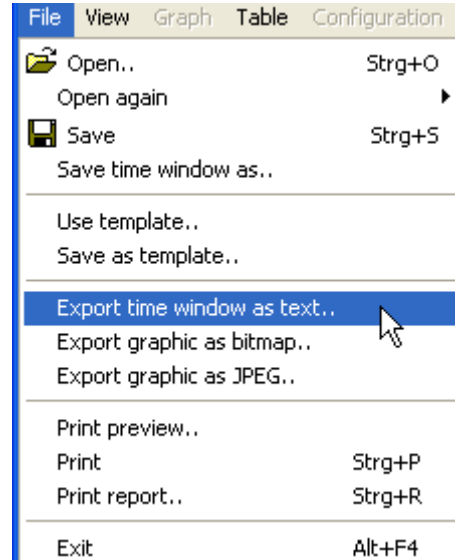 File View Graph Table Configuration
Open.. Strg+O
Open again
Save Strg+S
Save time window as..
Use template..
Save as template..
Export time window as text..
Export graphic as bitmap..
Export graphic as JPEG..
Print preview..
Print Strg+P
Print report.. Strg+R
Exit Alt+F4